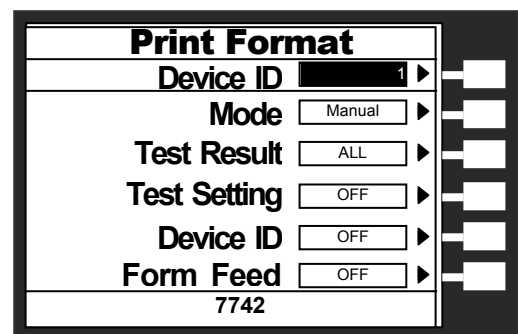 Print Format
Device ID 1
Mode Manual
Test Result ALL
Test Setting OFF
Device ID OFF
Form Feed OFF
7742